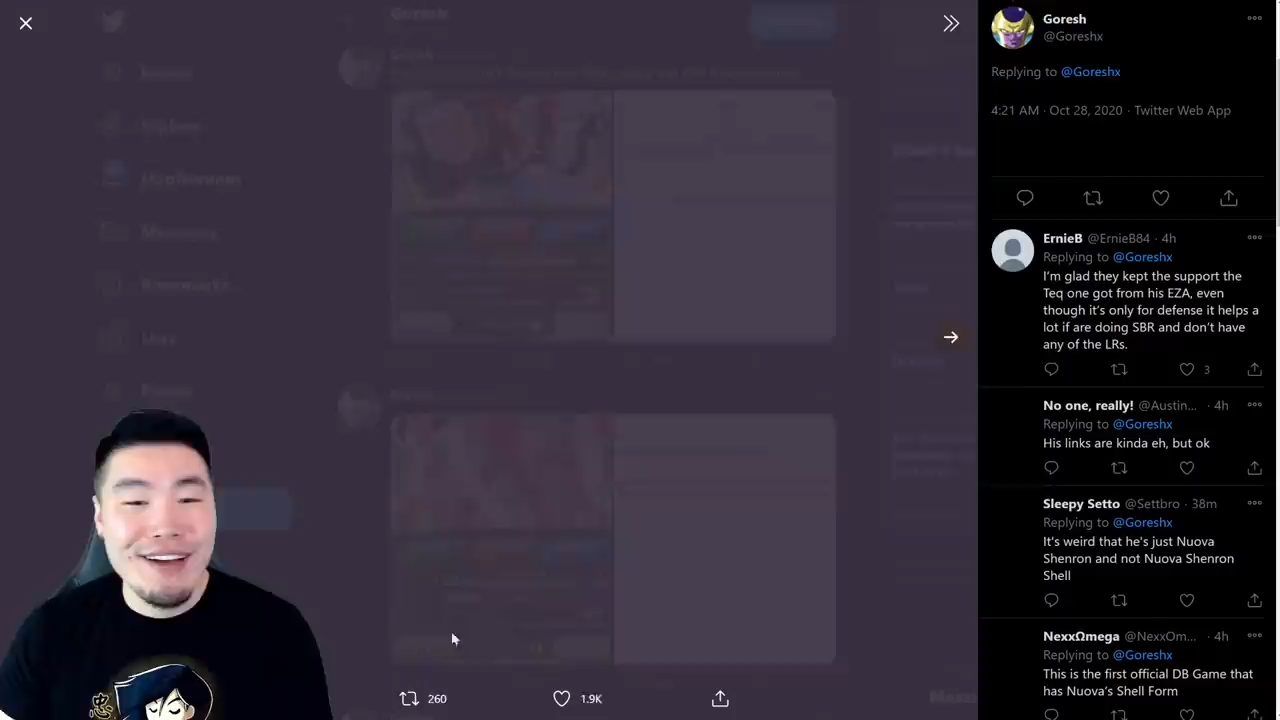 Goresh
@Goreshx
Replying to @Goreshx
4:21 AM · Oct 28, 2020 · Twitter Web App
ErnieB @ErnieB84 · 4h
Replying to @Goreshx
I'm glad they kept the support the
Teq one got from his EZA, even
though it's only for defense it helps a
lot if are doing SBR and don't have
any of the LRs.
3
No one, really! @Austin... · 4h
Replying to @Goreshx
His links are kinda eh, but ok
Sleepy Setto @Settbro · 38m
Replying to @Goreshx
It's weird that he's just Nuova
Shenron and not Nuova Shenron
Shell
NexxΩmega @NexxOm... · 4h
Replying to @Goreshx
This is the first official DB Game that
has Nuova's Shell Form
260
1.9K
忠